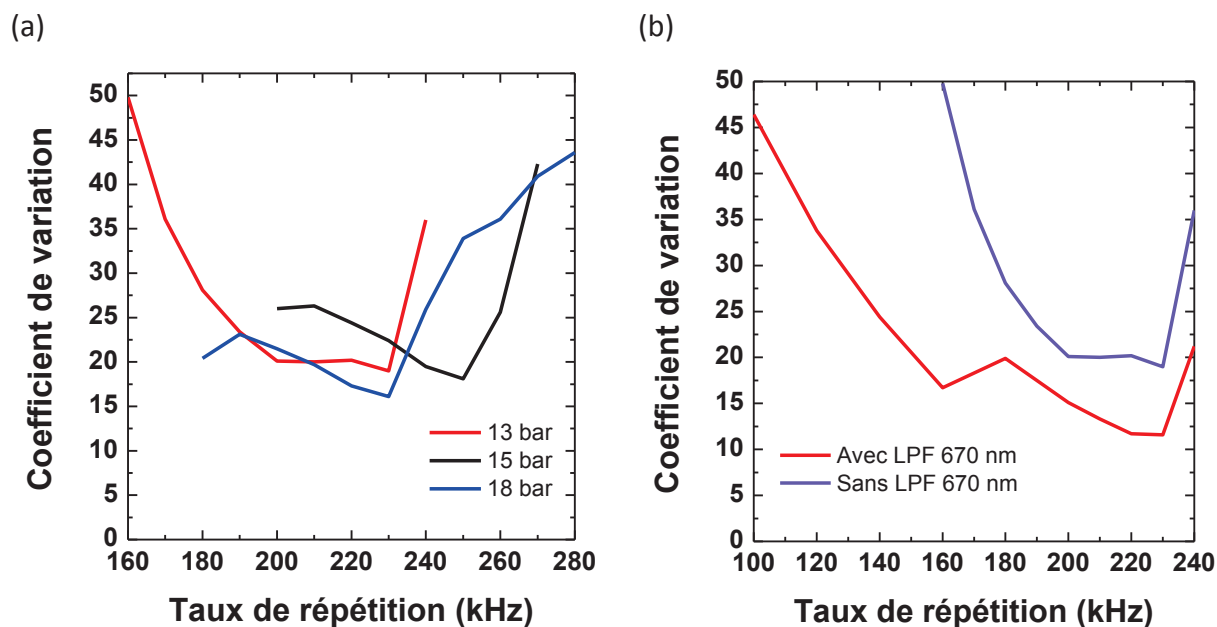 (a)
Coefficient de variation
50
45
40
35
30
25
20
15
10
5
0
13 bar
15 bar
18 bar
160 180 200 220 240 260 280
Taux de répétition (kHz)
(b)
Coefficient de variation
50
45
40
35
30
25
20
15
10
5
0
Avec LPF 670 nm
Sans LPF 670 nm
100 120 140 160 180 200 220 240
Taux de répétition (kHz)